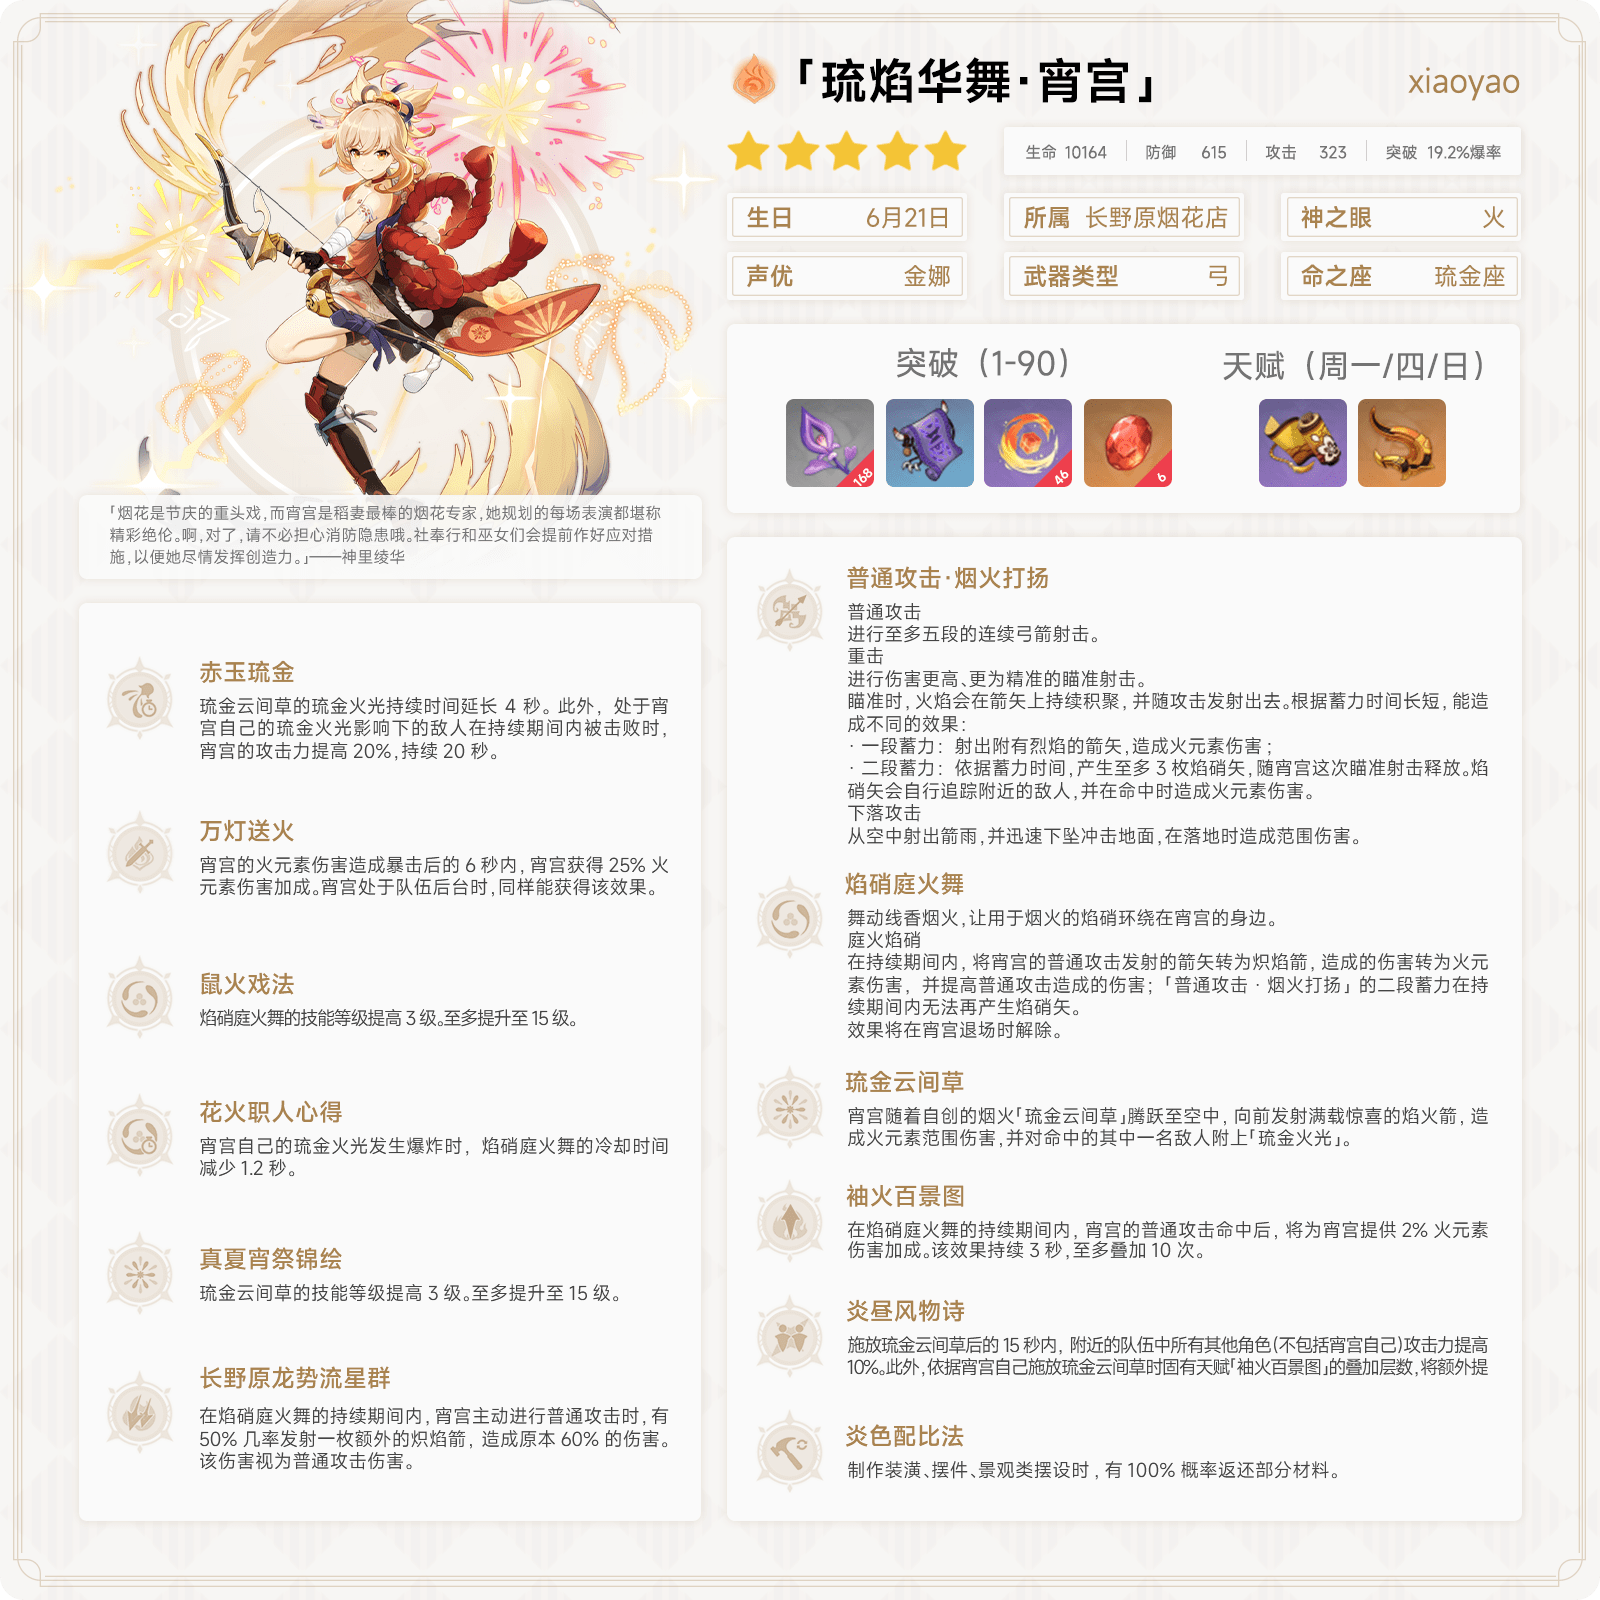 「琉焰华舞·宵宫」
xiaoyao
生命 10164 防御 615 攻击 323 突破 19.2%爆率
生日 6月21日
所属 长野原烟花店
神之眼 火
声优 金娜
武器类型 弓
命之座 琉金座
突破（1-90）
天赋（周一/四/日）
168
46
6
「烟花是节庆的重头戏，而宵宫是稻妻最棒的烟花专家，她规划的每场表演都堪称
精彩绝伦。啊，对了，请不必担心消防隐患哦。社奉行和巫女们会提前作好应对措
施，以便她尽情发挥创造力。」——神里绫华
赤玉琉金
琉金云间草的琉金火光持续时间延长 4 秒。此外，处于宵
宫自己的琉金火光影响下的敌人在持续期间内被击败时，
宵宫的攻击力提高 20%，持续 20 秒。
万灯送火
宵宫的火元素伤害造成暴击后的 6 秒内，宵宫获得 25% 火
元素伤害加成。宵宫处于队伍后台时，同样能获得该效果。
鼠火戏法
焰硝庭火舞的技能等级提高 3 级。至多提升至 15 级。
花火职人心得
宵宫自己的琉金火光发生爆炸时，焰硝庭火舞的冷却时间
减少 1.2 秒。
真夏宵祭锦绘
琉金云间草的技能等级提高 3 级。至多提升至 15 级。
长野原龙势流星群
在焰硝庭火舞的持续期间内，宵宫主动进行普通攻击时，有
50% 几率发射一枚额外的炽焰箭，造成原本 60% 的伤害。
该伤害视为普通攻击伤害。
普通攻击·烟火打扬
普通攻击
进行至多五段的连续弓箭射击。
重击
进行伤害更高、更为精准的瞄准射击。
瞄准时，火焰会在箭矢上持续积聚，并随攻击发射出去。根据蓄力时间长短，能造
成不同的效果：
· 一段蓄力：射出附有烈焰的箭矢，造成火元素伤害；
· 二段蓄力：依据蓄力时间，产生至多 3 枚焰硝矢，随宵宫这次瞄准射击释放。焰
硝矢会自行追踪附近的敌人，并在命中时造成火元素伤害。
下落攻击
从空中射出箭雨，并迅速下坠冲击地面，在落地时造成范围伤害。
焰硝庭火舞
舞动线香烟火，让用于烟火的焰硝环绕在宵宫的身边。
庭火焰硝
在持续期间内，将宵宫的普通攻击发射的箭矢转为炽焰箭，造成的伤害转为火元
素伤害，并提高普通攻击造成的伤害；「普通攻击 · 烟火打扬」的二段蓄力在持
续期间内无法再产生焰硝矢。
效果将在宵宫退场时解除。
琉金云间草
宵宫随着自创的烟火「琉金云间草」腾跃至空中，向前发射满载惊喜的焰火箭，造
成火元素范围伤害，并对命中的其中一名敌人附上「琉金火光」。
袖火百景图
在焰硝庭火舞的持续期间内，宵宫的普通攻击命中后，将为宵宫提供 2% 火元素
伤害加成。该效果持续 3 秒，至多叠加 10 次。
炎昼风物诗
施放琉金云间草后的 15 秒内，附近的队伍中所有其他角色(不包括宵宫自己)攻击力提高
10%。此外，依据宵宫自己施放琉金云间草时固有天赋「袖火百景图」的叠加层数，将额外提
炎色配比法
制作装潢、摆件、景观类摆设时，有 100% 概率返还部分材料。